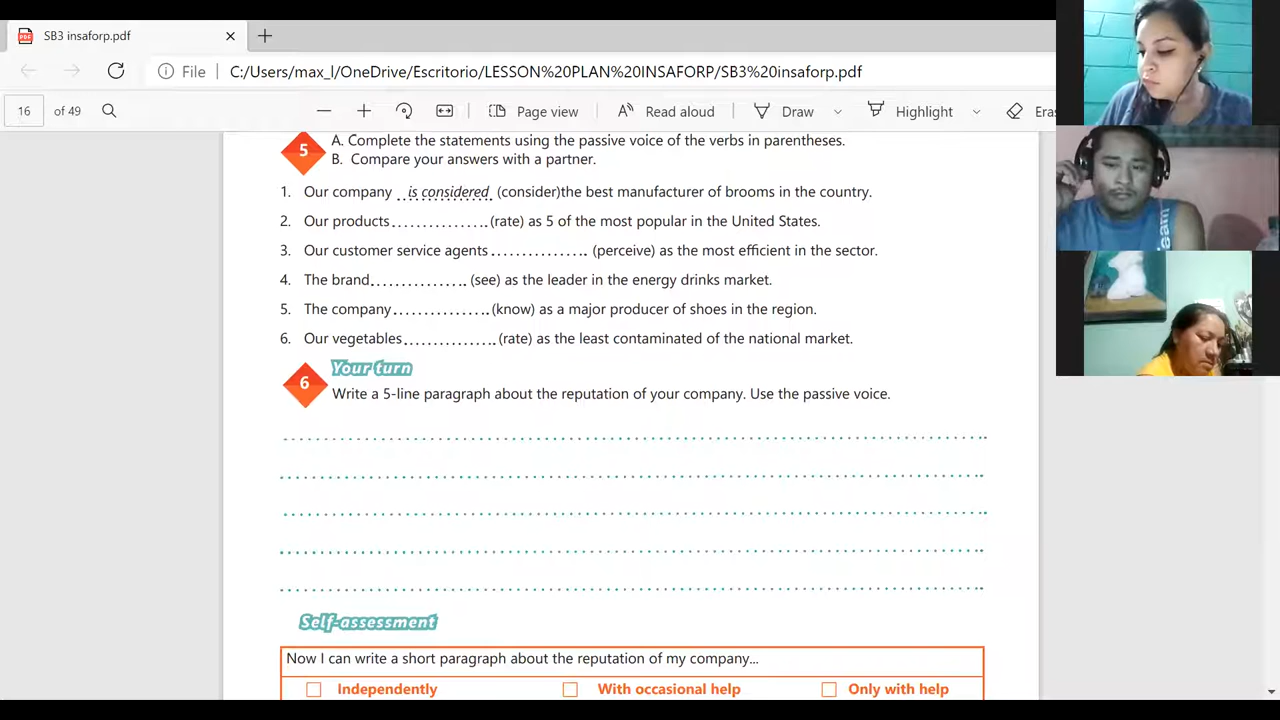 SB3 insaforp.pdf
File C:/Users/max_l/OneDrive/Escritorio/LESSON%20PLAN%20INSAFORP/SB3%20insaforp.pdf
16 of 49 Page view Read aloud Draw Highlight Eras
5 A. Complete the statements using the passive voice of the verbs in parentheses.
B. Compare your answers with a partner.
1. Our company is considered (consider)the best manufacturer of brooms in the country.
2. Our products................ (rate) as 5 of the most popular in the United States.
3. Our customer service agents ................ (perceive) as the most efficient in the sector.
4. The brand................ (see) as the leader in the energy drinks market.
5. The company................ (know) as a major producer of shoes in the region.
6. Our vegetables................ (rate) as the least contaminated of the national market.
Your turn
6 Write a 5-line paragraph about the reputation of your company. Use the passive voice.
Self-assessment
Now I can write a short paragraph about the reputation of my company...
Independently With occasional help Only with help